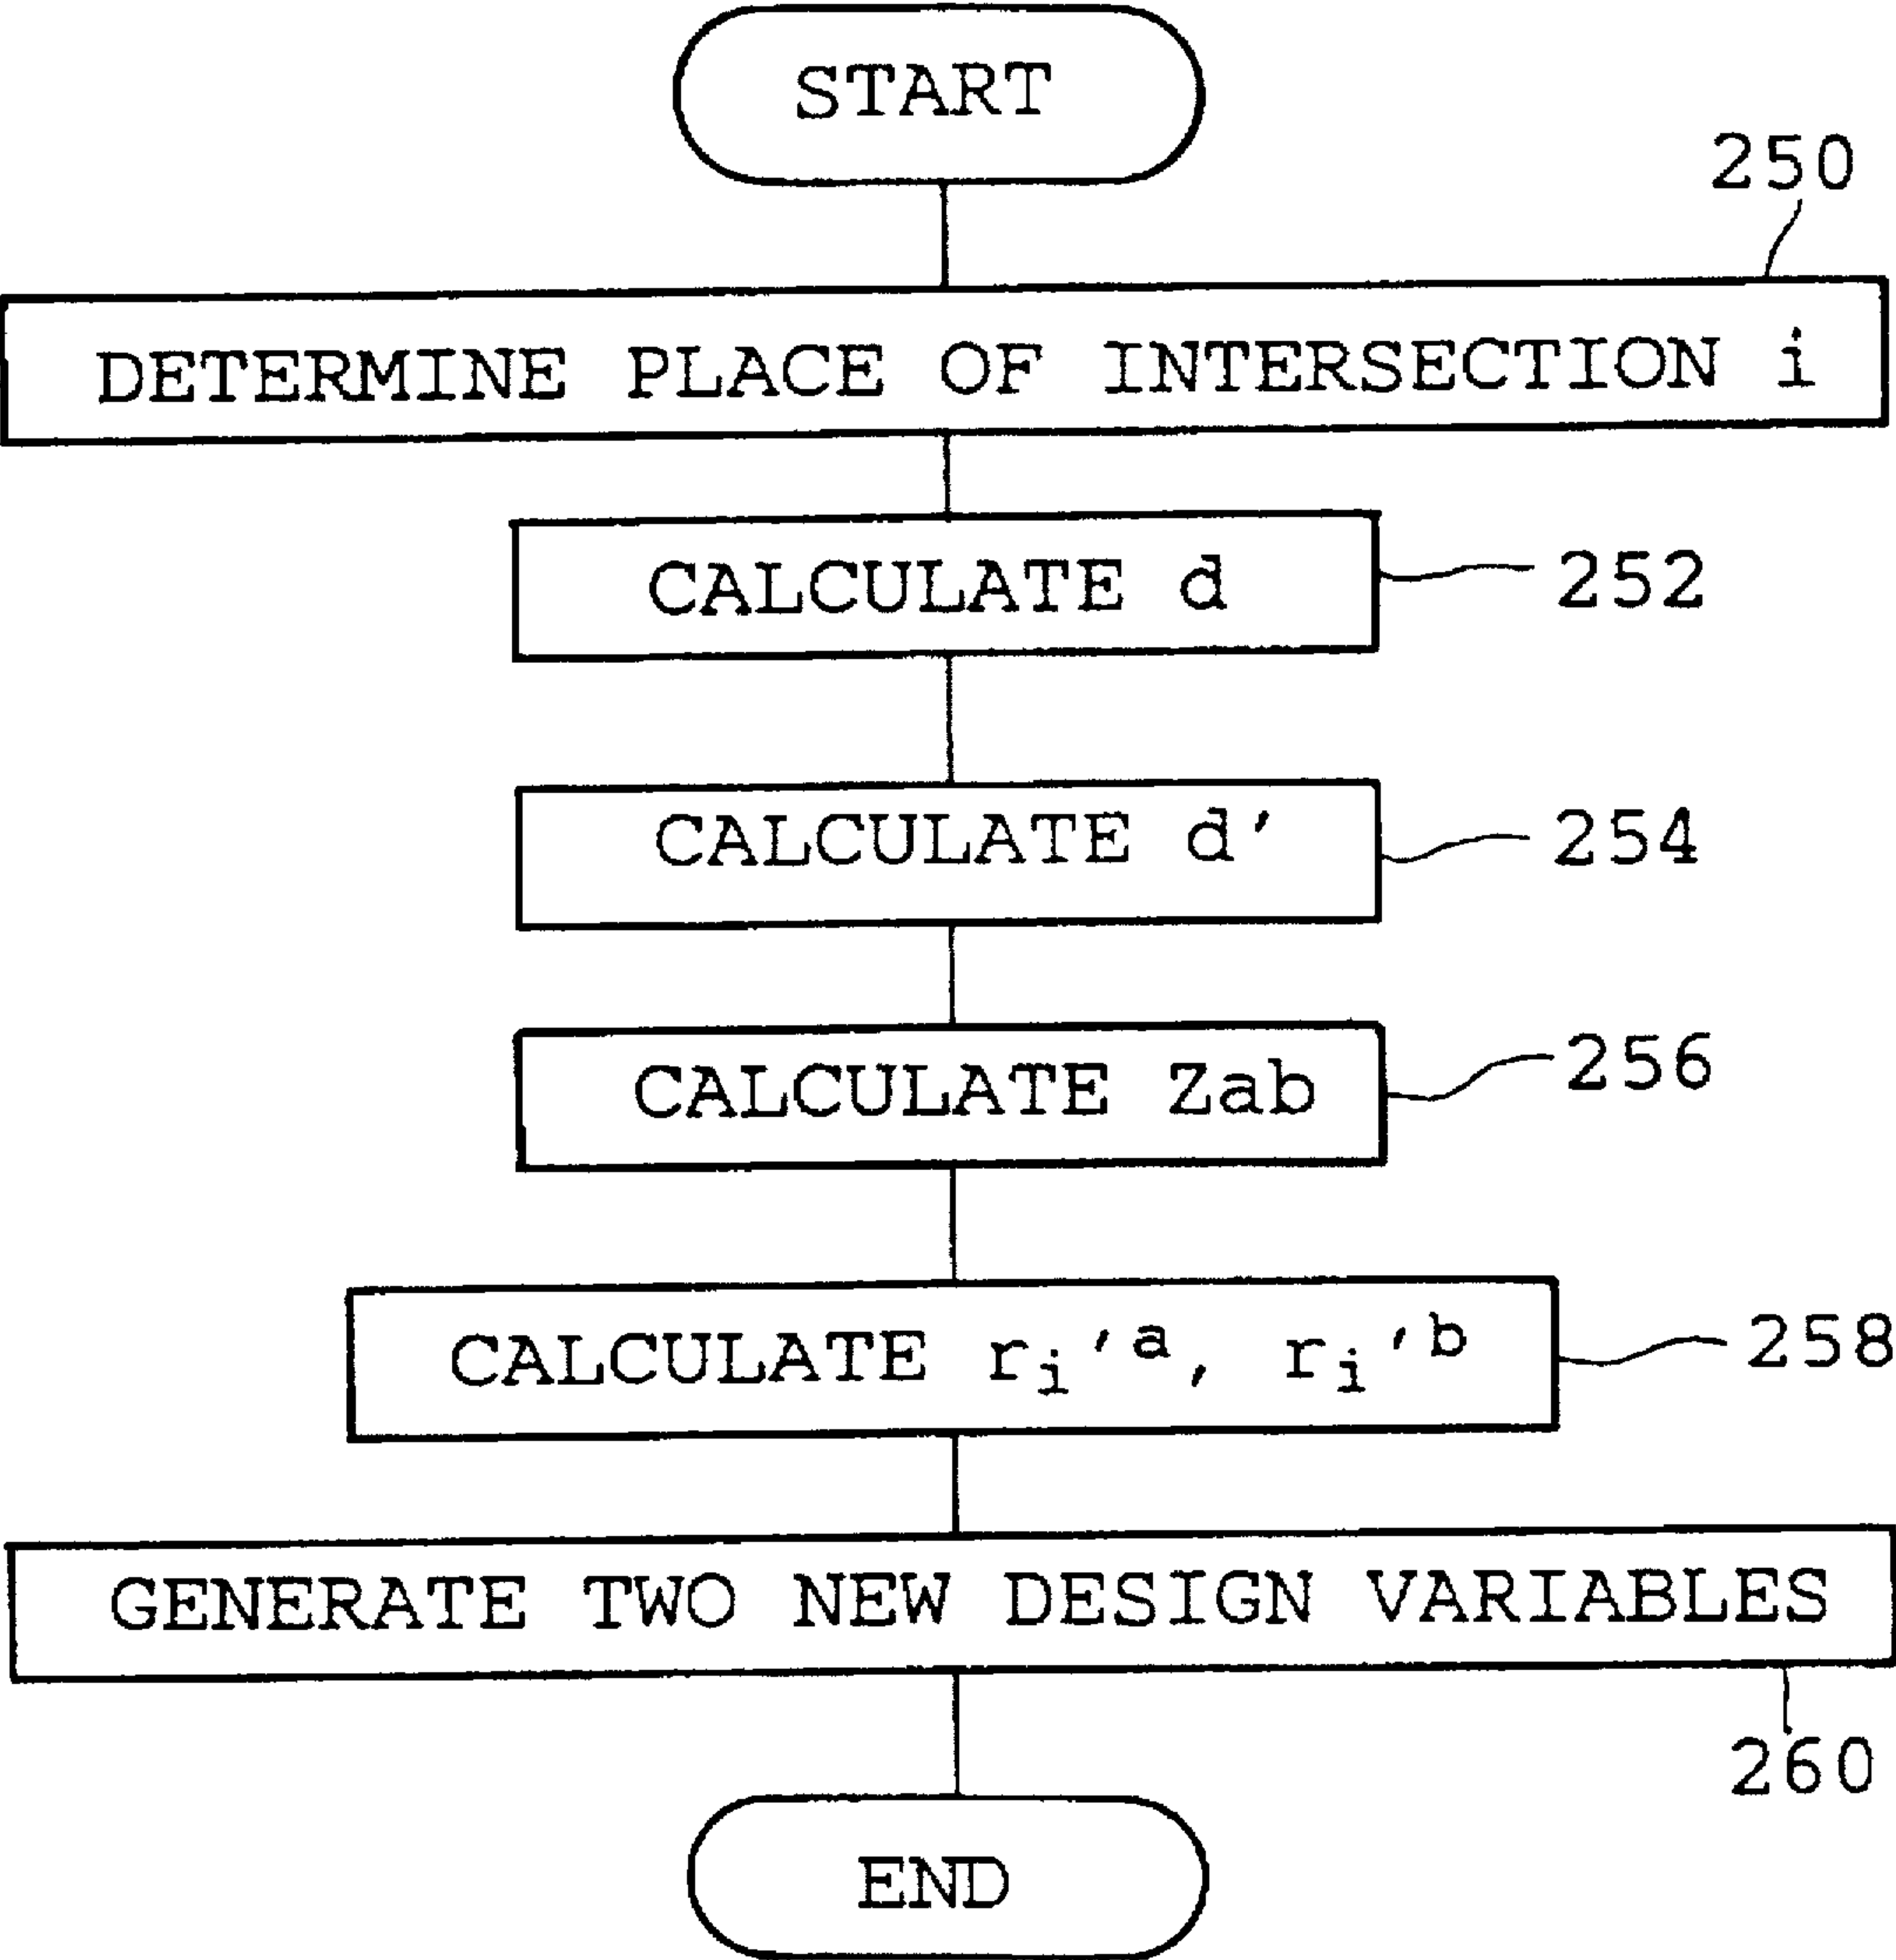 START
250
DETERMINE PLACE OF INTERSECTION i
CALCULATE d
252
CALCULATE d'
254
CALCULATE Zab
256
CALCULATE rᵢ'ᵃ, rᵢ'ᵇ
258
GENERATE TWO NEW DESIGN VARIABLES
260
END